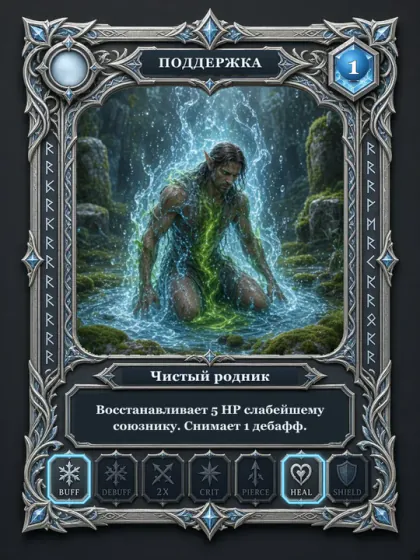 ПОДДЕРЖКА
1
Чистый родник
Восстанавливает 5 HP слабейшему
союзнику. Снимает 1 дебафф.
BUFF DEBUFF 2X CRIT PIERCE HEAL SHIELD